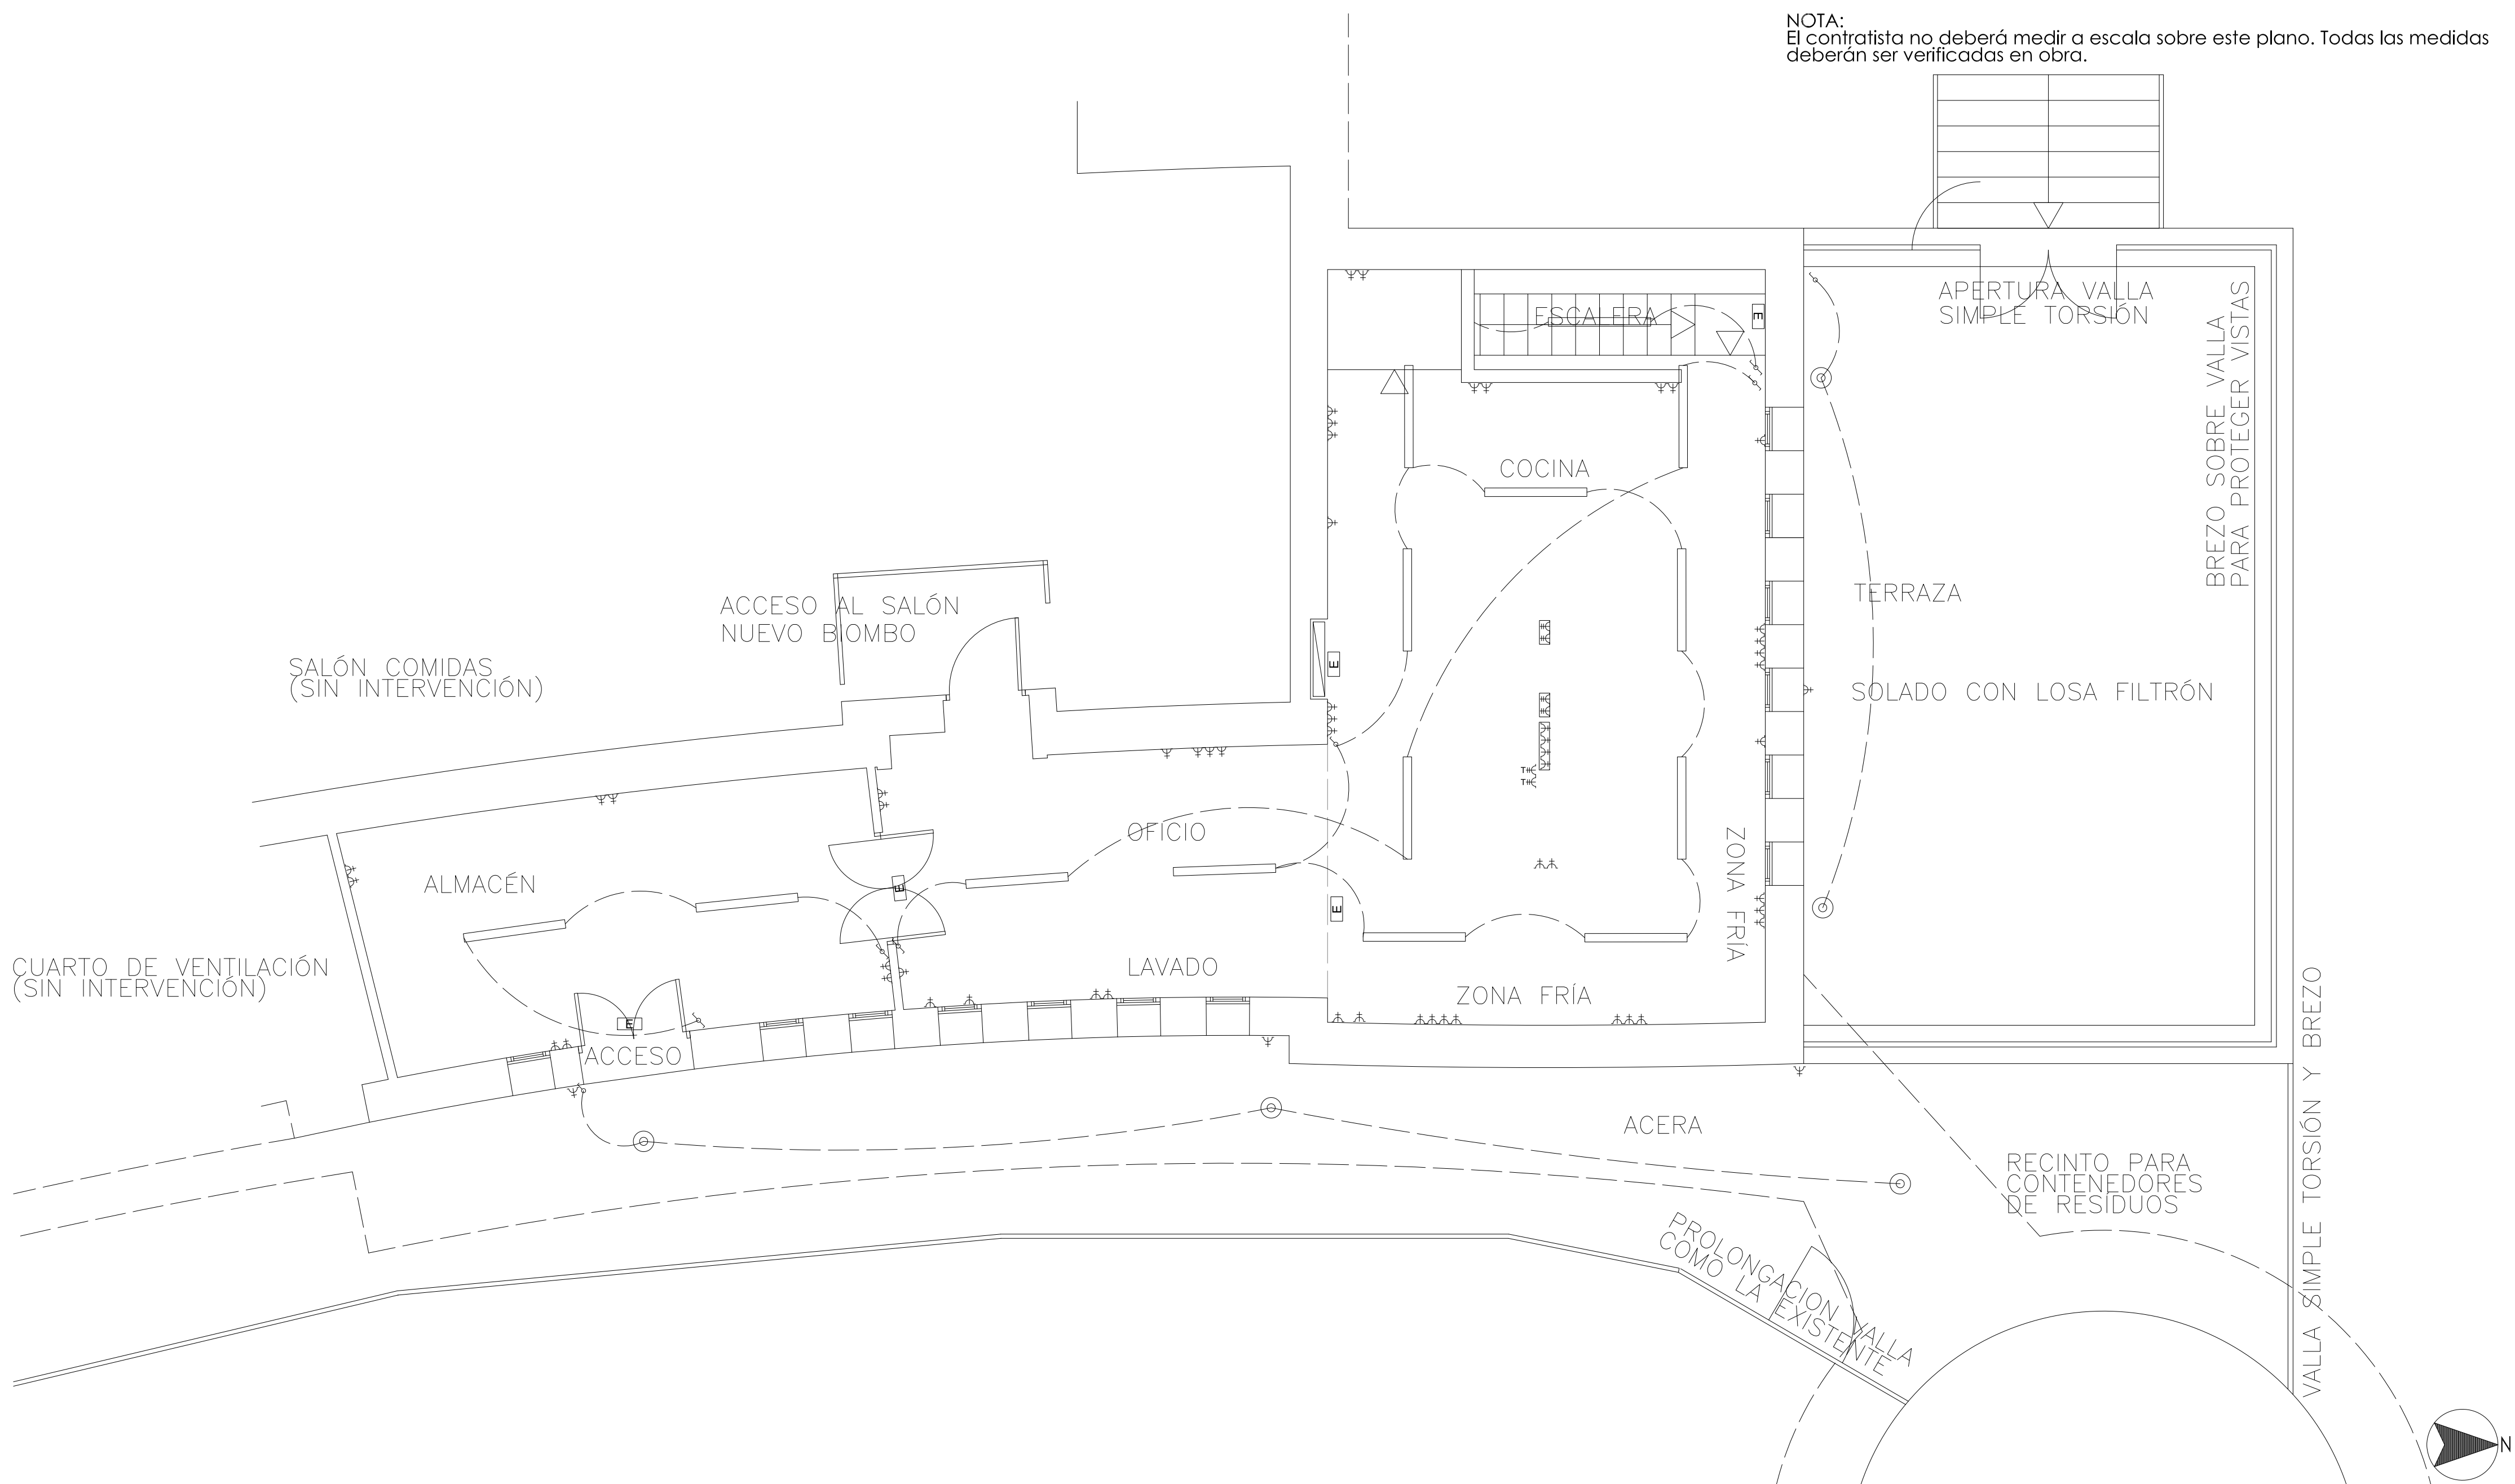 NOTA:
El contratista no deberá medir a escala sobre este plano. Todas las medidas
deberán ser verificadas en obra.
ESCALERA
E
APERTURA VALLA
SIMPLE TORSIÓN
BREZO SOBRE VALLA
PARA PROTEGER VISTAS
COCINA
ACCESO AL SALÓN
NUEVO BIOMBO
TERRAZA
SALÓN COMIDAS
(SIN INTERVENCIÓN)
E
SOLADO CON LOSA FILTRÓN
T
T
OFICIO
ZONA FRÍA
ALMACÉN
E
E
CUARTO DE VENTILACIÓN
(SIN INTERVENCIÓN)
LAVADO
ZONA FRÍA
E
ACCESO
ACERA
RECINTO PARA
CONTENEDORES
DE RESÍDUOS
VALLA SIMPLE TORSIÓN Y BREZO
PROLONGACION VALLA
COMO LA EXISTENTE
N